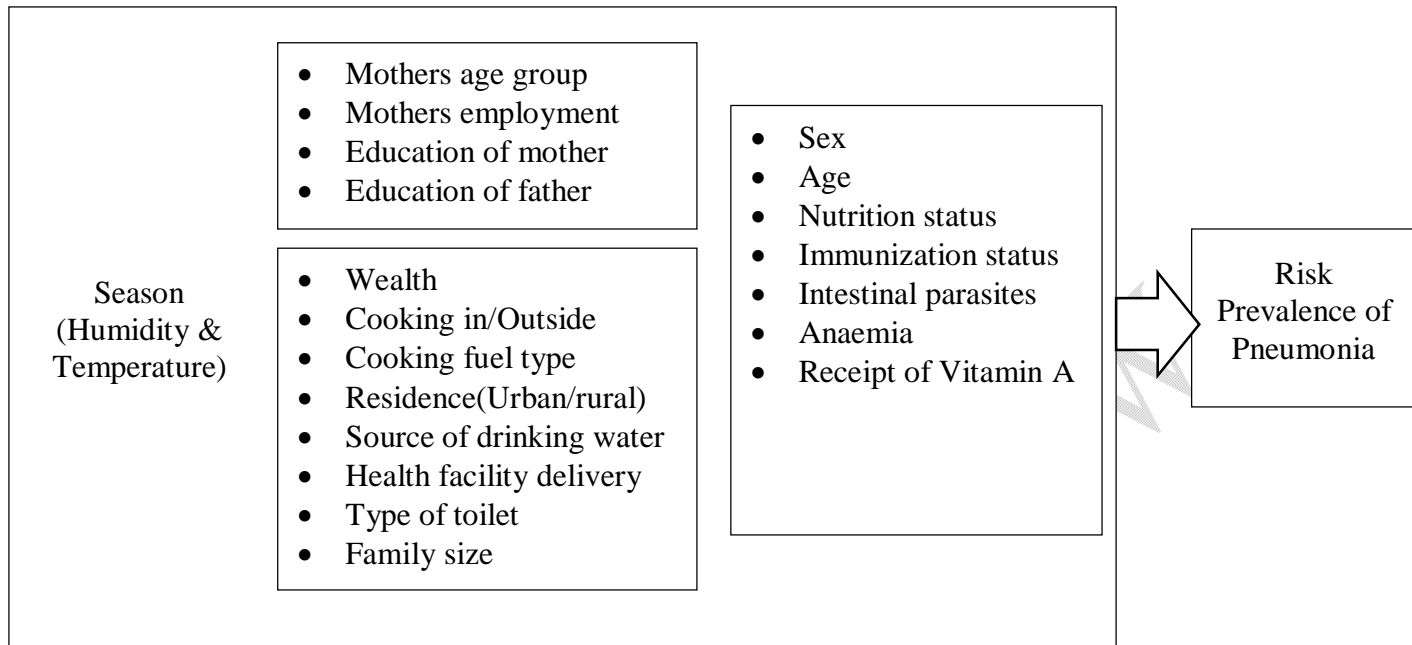 Season
(Humidity &
Temperature)
• Mothers age group
• Mothers employment
• Education of mother
• Education of father
• Wealth
• Cooking in/Outside
• Cooking fuel type
• Residence(Urban/rural)
• Source of drinking water
• Health facility delivery
• Type of toilet
• Family size
• Sex
• Age
• Nutrition status
• Immunization status
• Intestinal parasites
• Anaemia
• Receipt of Vitamin A
Risk
Prevalence of
Pneumonia